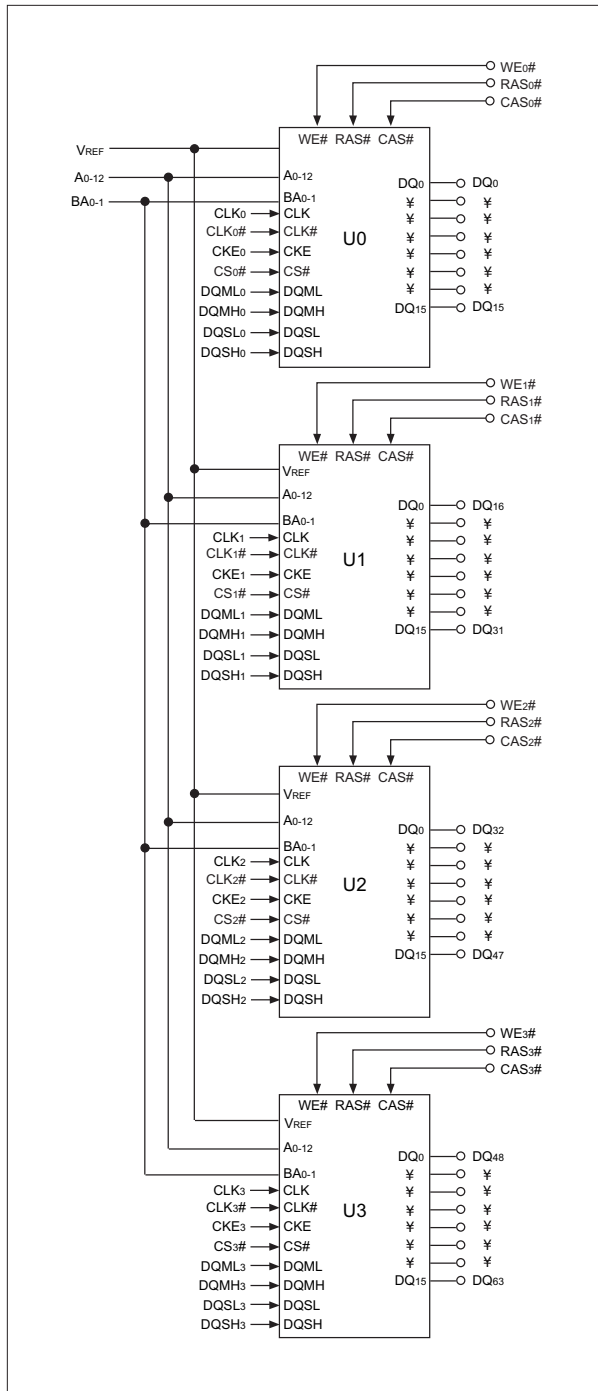 WE0#
RAS0#
CAS0#
WE# RAS# CAS#
VREF
A0-12 A0-12
BA0-1 BA0-1
CLK0 CLK
CLK0# CLK#
CKE0 CKE
CS0# CS#
DQML0 DQML
DQMH0 DQMH
DQSL0 DQSL
DQSH0 DQSH
U0
DQ0 DQ0
¥ ¥
¥ ¥
¥ ¥
¥ ¥
¥ ¥
¥ ¥
DQ15 DQ15
WE1#
RAS1#
CAS1#
WE# RAS# CAS#
VREF
A0-12
BA0-1
CLK1 CLK
CLK1# CLK#
CKE1 CKE
CS1# CS#
DQML1 DQML
DQMH1 DQMH
DQSL1 DQSL
DQSH1 DQSH
U1
DQ0 DQ16
¥ ¥
¥ ¥
¥ ¥
¥ ¥
¥ ¥
¥ ¥
DQ15 DQ31
WE2#
RAS2#
CAS2#
WE# RAS# CAS#
VREF
A0-12
BA0-1
CLK2 CLK
CLK2# CLK#
CKE2 CKE
CS2# CS#
DQML2 DQML
DQMH2 DQMH
DQSL2 DQSL
DQSH2 DQSH
U2
DQ0 DQ32
¥ ¥
¥ ¥
¥ ¥
¥ ¥
¥ ¥
¥ ¥
DQ15 DQ47
WE3#
RAS3#
CAS3#
WE# RAS# CAS#
VREF
A0-12
BA0-1
CLK3 CLK
CLK3# CLK#
CKE3 CKE
CS3# CS#
DQML3 DQML
DQMH3 DQMH
DQSL3 DQSL
DQSH3 DQSH
U3
DQ0 DQ48
¥ ¥
¥ ¥
¥ ¥
¥ ¥
¥ ¥
¥ ¥
DQ15 DQ63